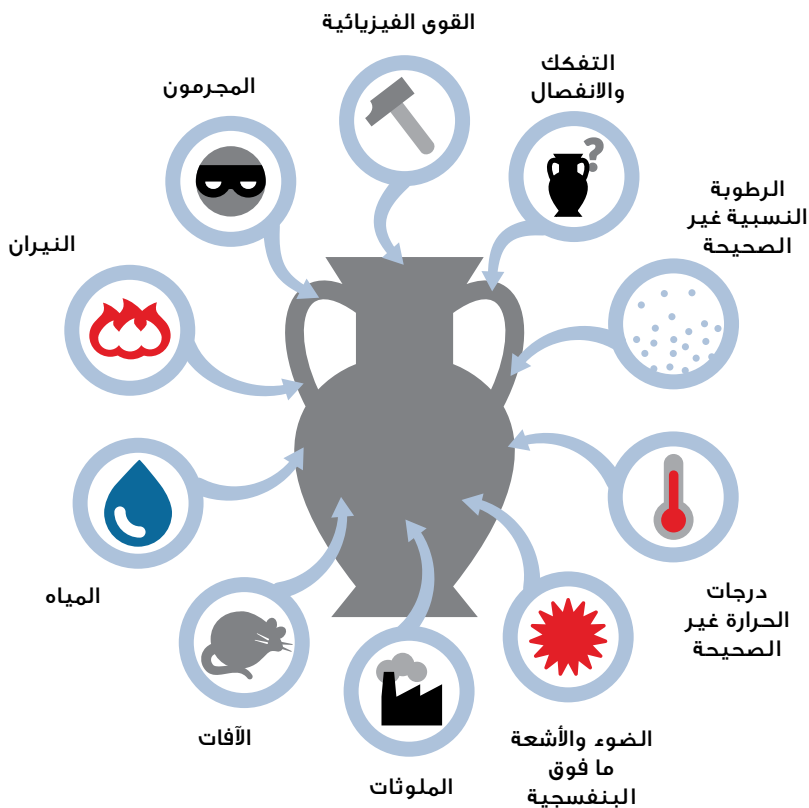 القوى الفيزيائية
التفكك
والانفصال
الرطوبة
النسبية غير
الصحيحة
درجات
الحرارة غير
الصحيحة
الضوء والأشعة
ما فوق
البنفسجية
الملوثات
الآفات
المياه
النيران
المجرمون
?